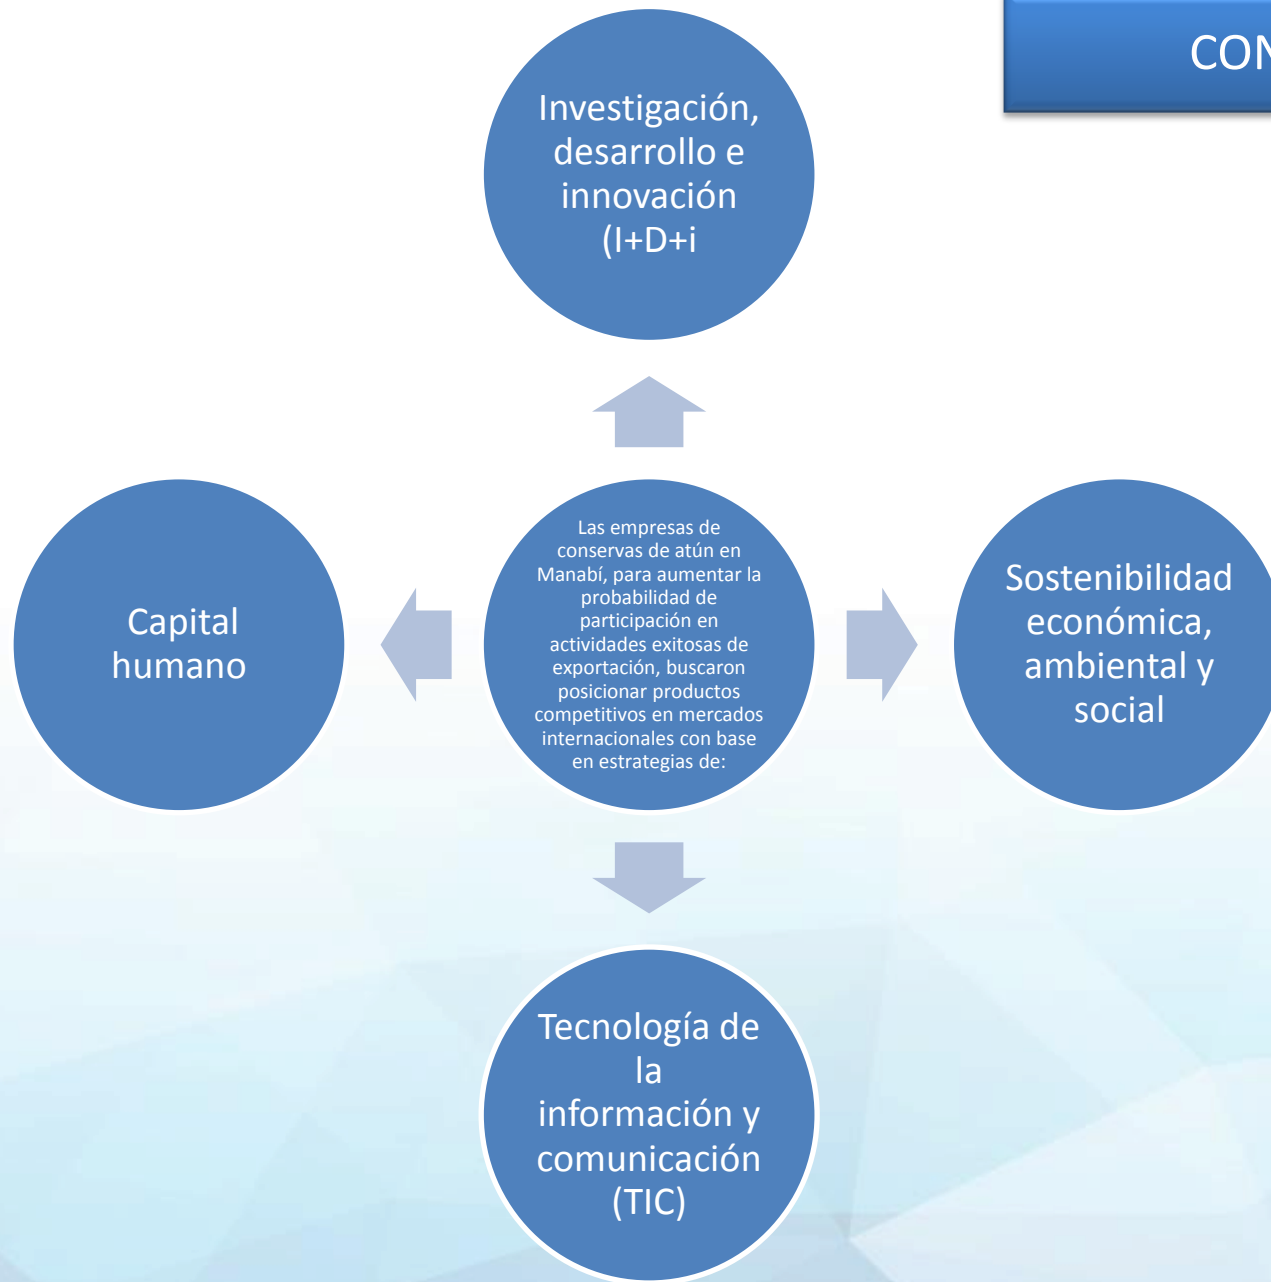 CON
Investigación,
desarrollo e
innovación
(I+D+i
Capital
humano
Las empresas de
conservas de atún en
Manabí, para aumentar la
probabilidad de
participación en
actividades exitosas de
exportación, buscaron
posicionar productos
competitivos en mercados
internacionales con base
en estrategias de:
Sostenibilidad
económica,
ambiental y
social
Tecnología de
la
información y
comunicación
(TIC)